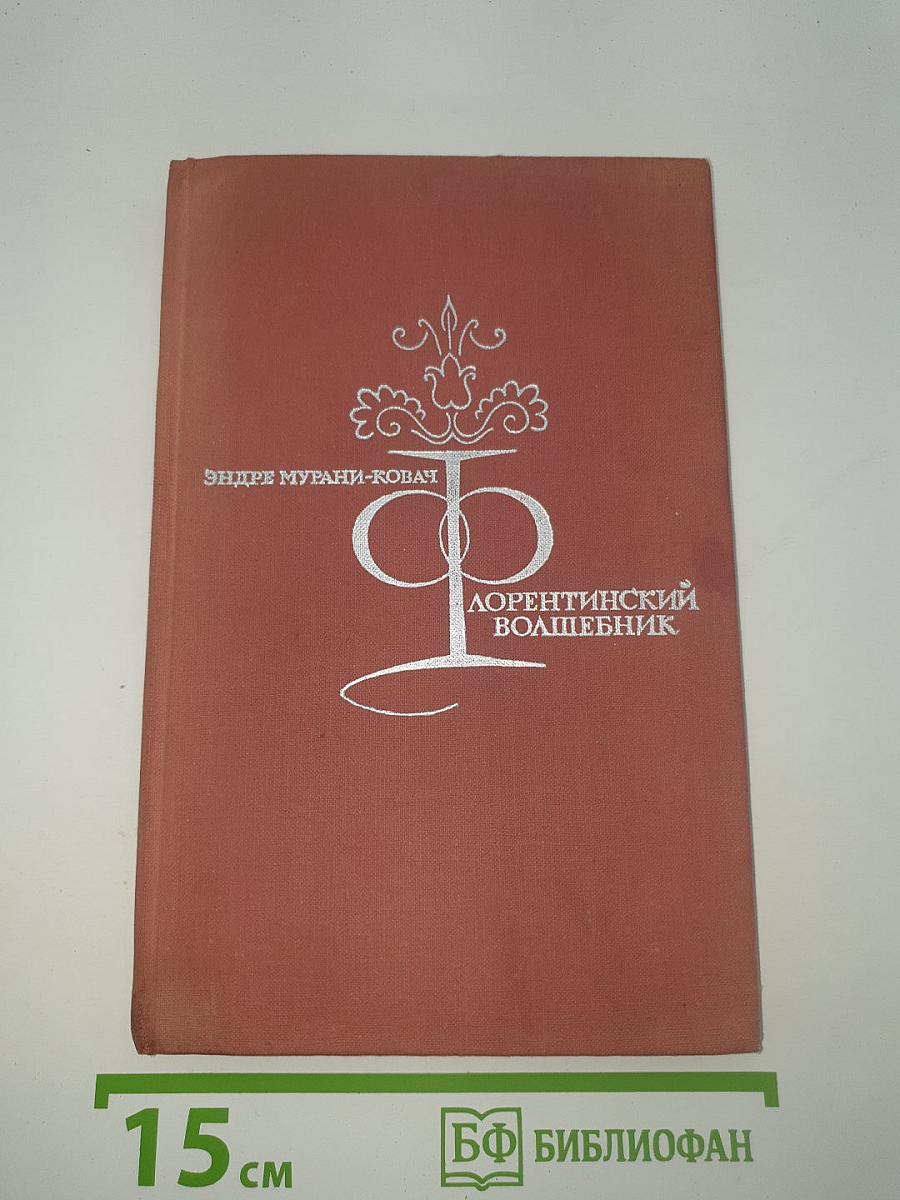 ЭНДРЕ МУРАНИ-КОВАЧ
ФЛОРЕНТИНСКИЙ
ВОЛШЕБНИК
15 см
БФ БИБЛИОФАН